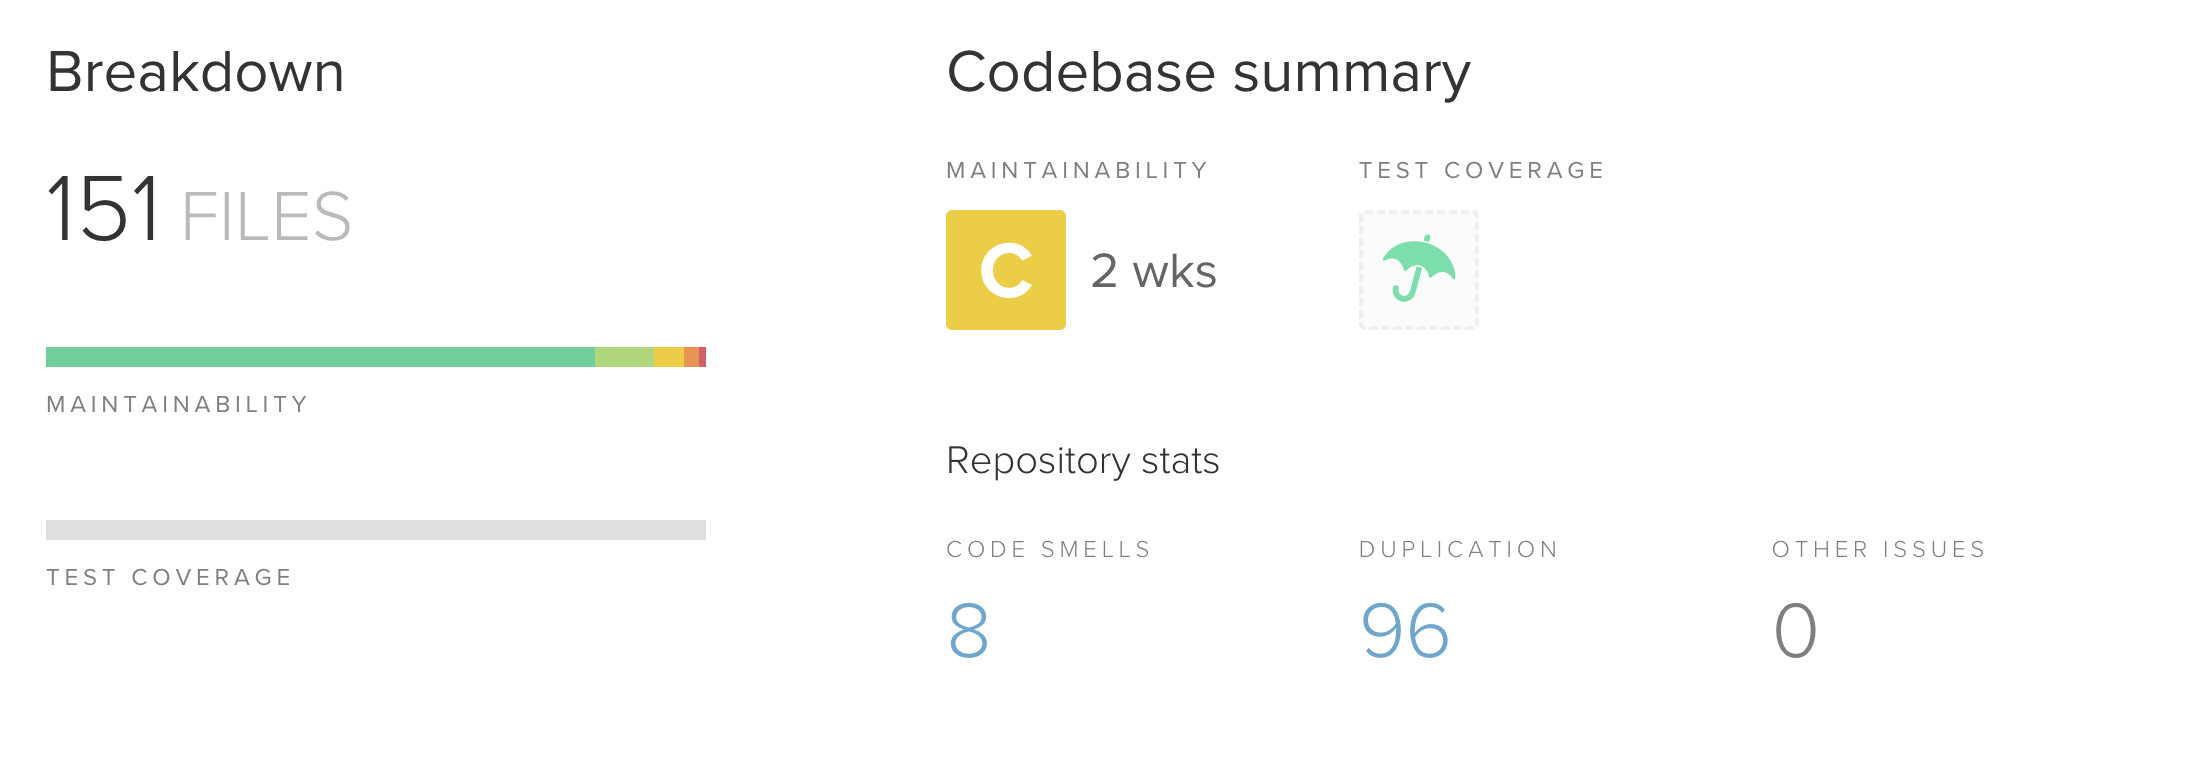 Breakdown
151 FILES
MAINTAINABILITY
TEST COVERAGE
Codebase summary
MAINTAINABILITY
C 2 wks
TEST COVERAGE
Repository stats
CODE SMELLS
8
DUPLICATION
96
OTHER ISSUES
0